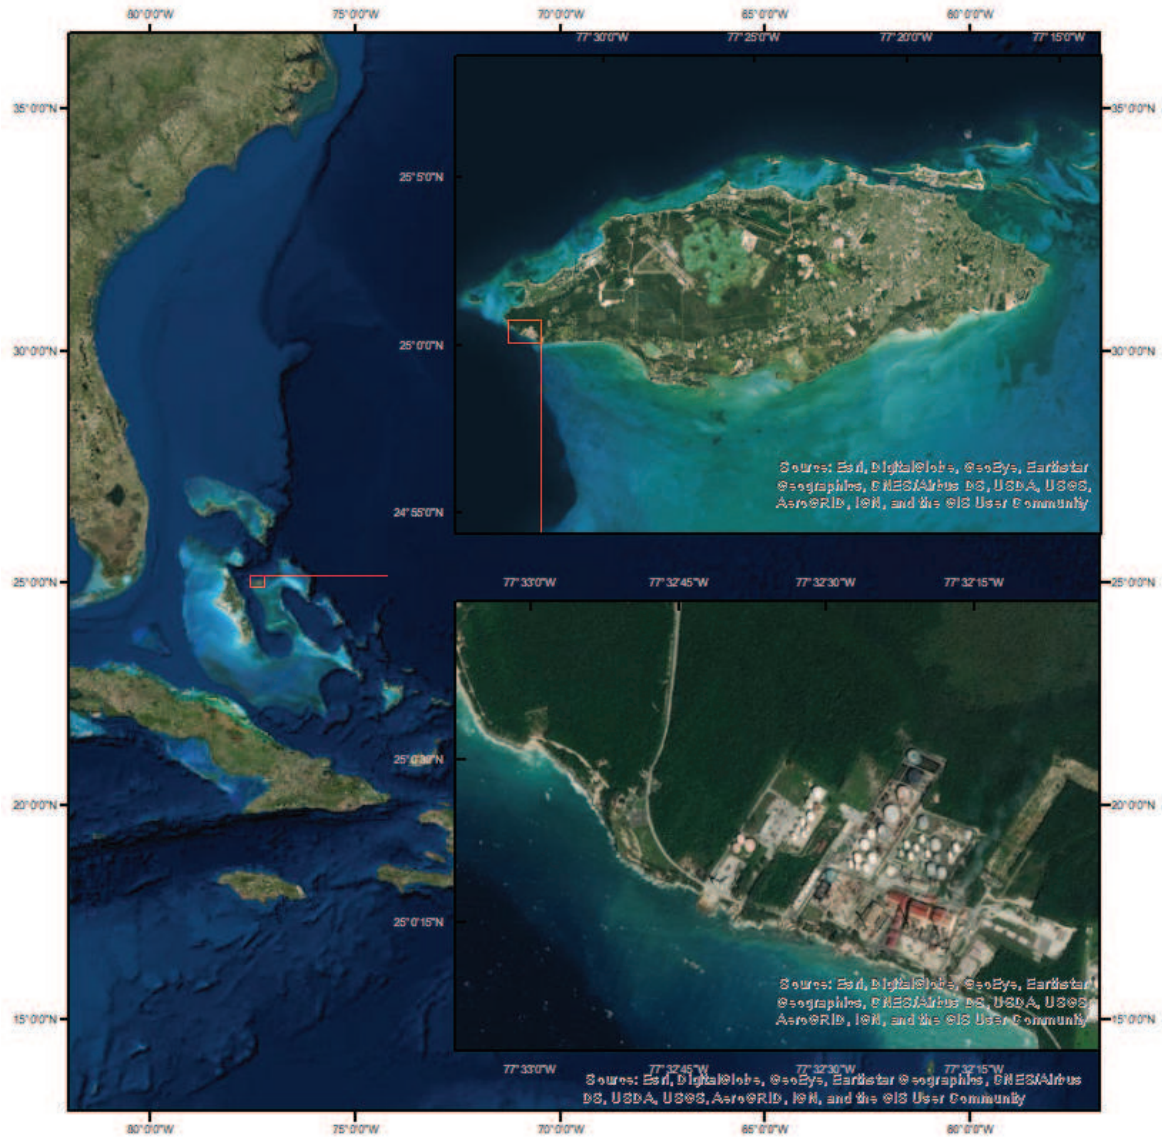 80°0'0"W 75°0'0"W 70°0'0"W 65°0'0"W 60°0'0"W
77°30'0"W 77°25'0"W 77°20'0"W 77°15'0"W
35°0'0"N 35°0'0"N
25°5'0"N
25°0'0"N
30°0'0"N 30°0'0"N
Source: Esri, DigitalGlobe, GeoEye, Earthstar
Geographics, CNES/Airbus DS, USDA, USGS,
AeroGRID, IGN, and the GIS User Community
24°55'0"N
25°0'0"N 77°33'0"W 77°32'45"W 77°32'30"W 77°32'15"W 25°0'0"N
25°0'30"N
20°0'0"N 20°0'0"N
25°0'15"N
Source: Esri, DigitalGlobe, GeoEye, Earthstar
Geographics, CNES/Airbus DS, USDA, USGS,
AeroGRID, IGN, and the GIS User Community
15°0'0"N 15°0'0"N
77°33'0"W 77°32'45"W 77°32'30"W 77°32'15"W
Source: Esri, DigitalGlobe, GeoEye, Earthstar Geographics, CNES/Airbus
DS, USDA, USGS, AeroGRID, IGN, and the GIS User Community
80°0'0"W 75°0'0"W 70°0'0"W 65°0'0"W 60°0'0"W